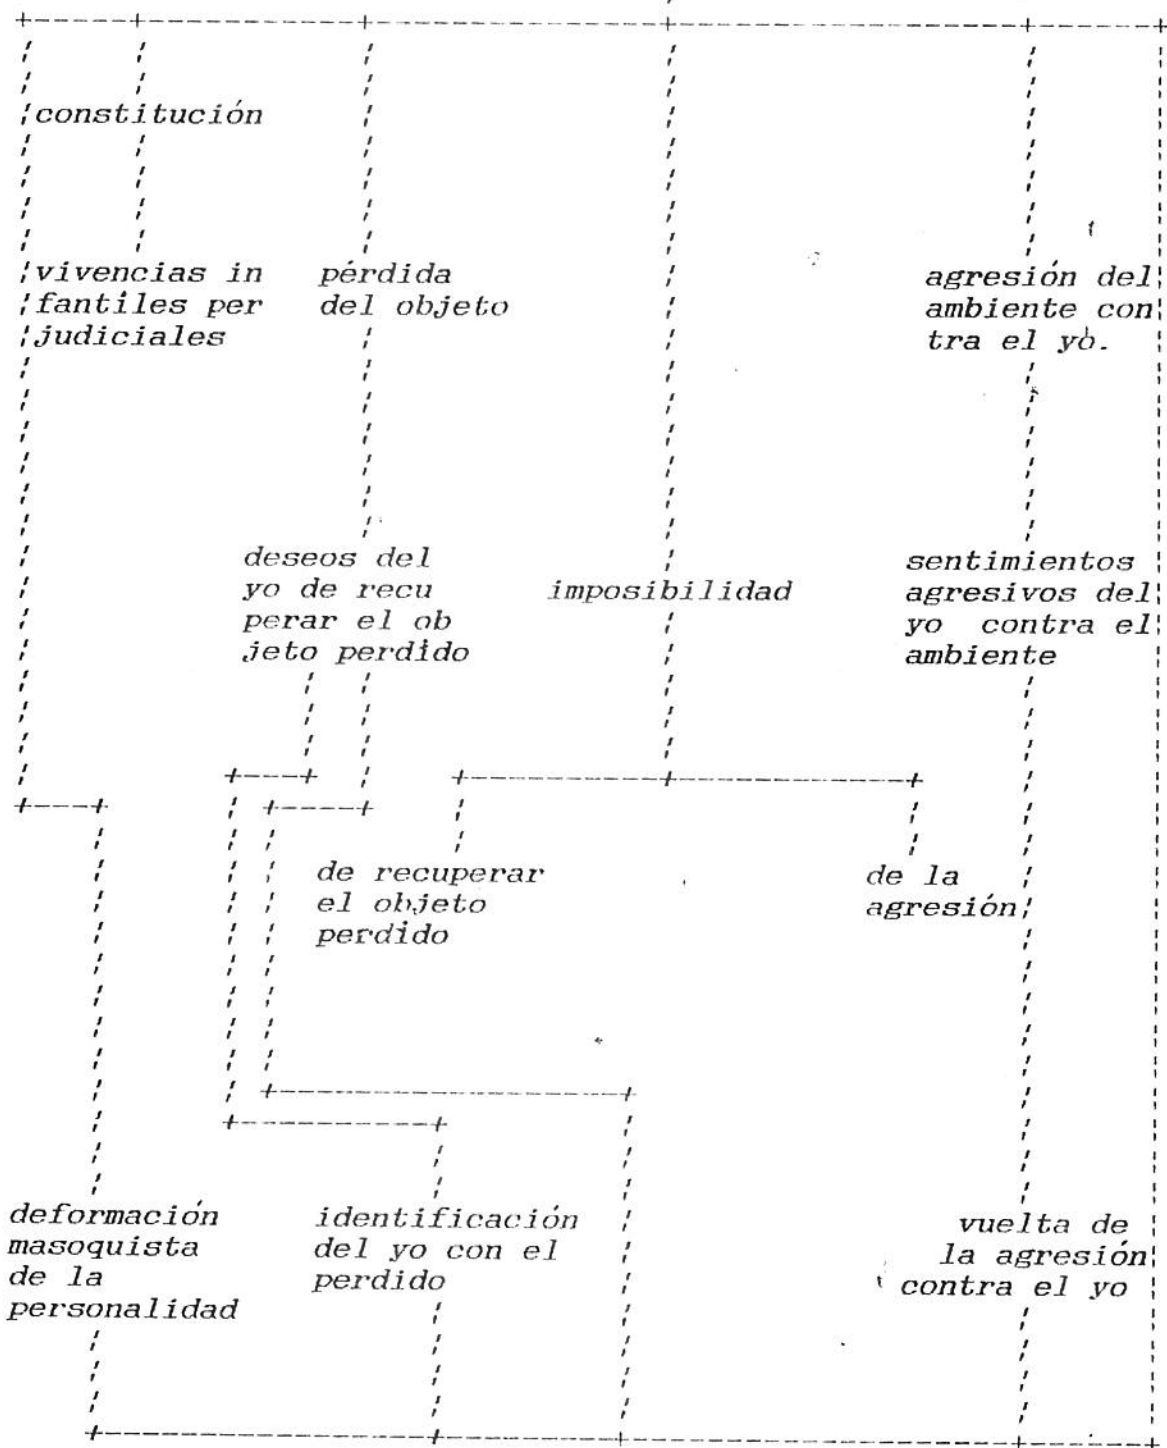 constitución
vivencias in
fantiles per
judiciales
pérdida
del objeto
agresión del
ambiente con
tra el yo.
deseos del
yo de recu
perar el ob
jeto perdido
imposibilidad
sentimientos
agresivos del
yo contra el
ambiente
de recuperar
el objeto
perdido
de la
agresión
deformación
masoquista
de la
personalidad
identificación
del yo con el
perdido
vuelta de
la agresión
contra el yo